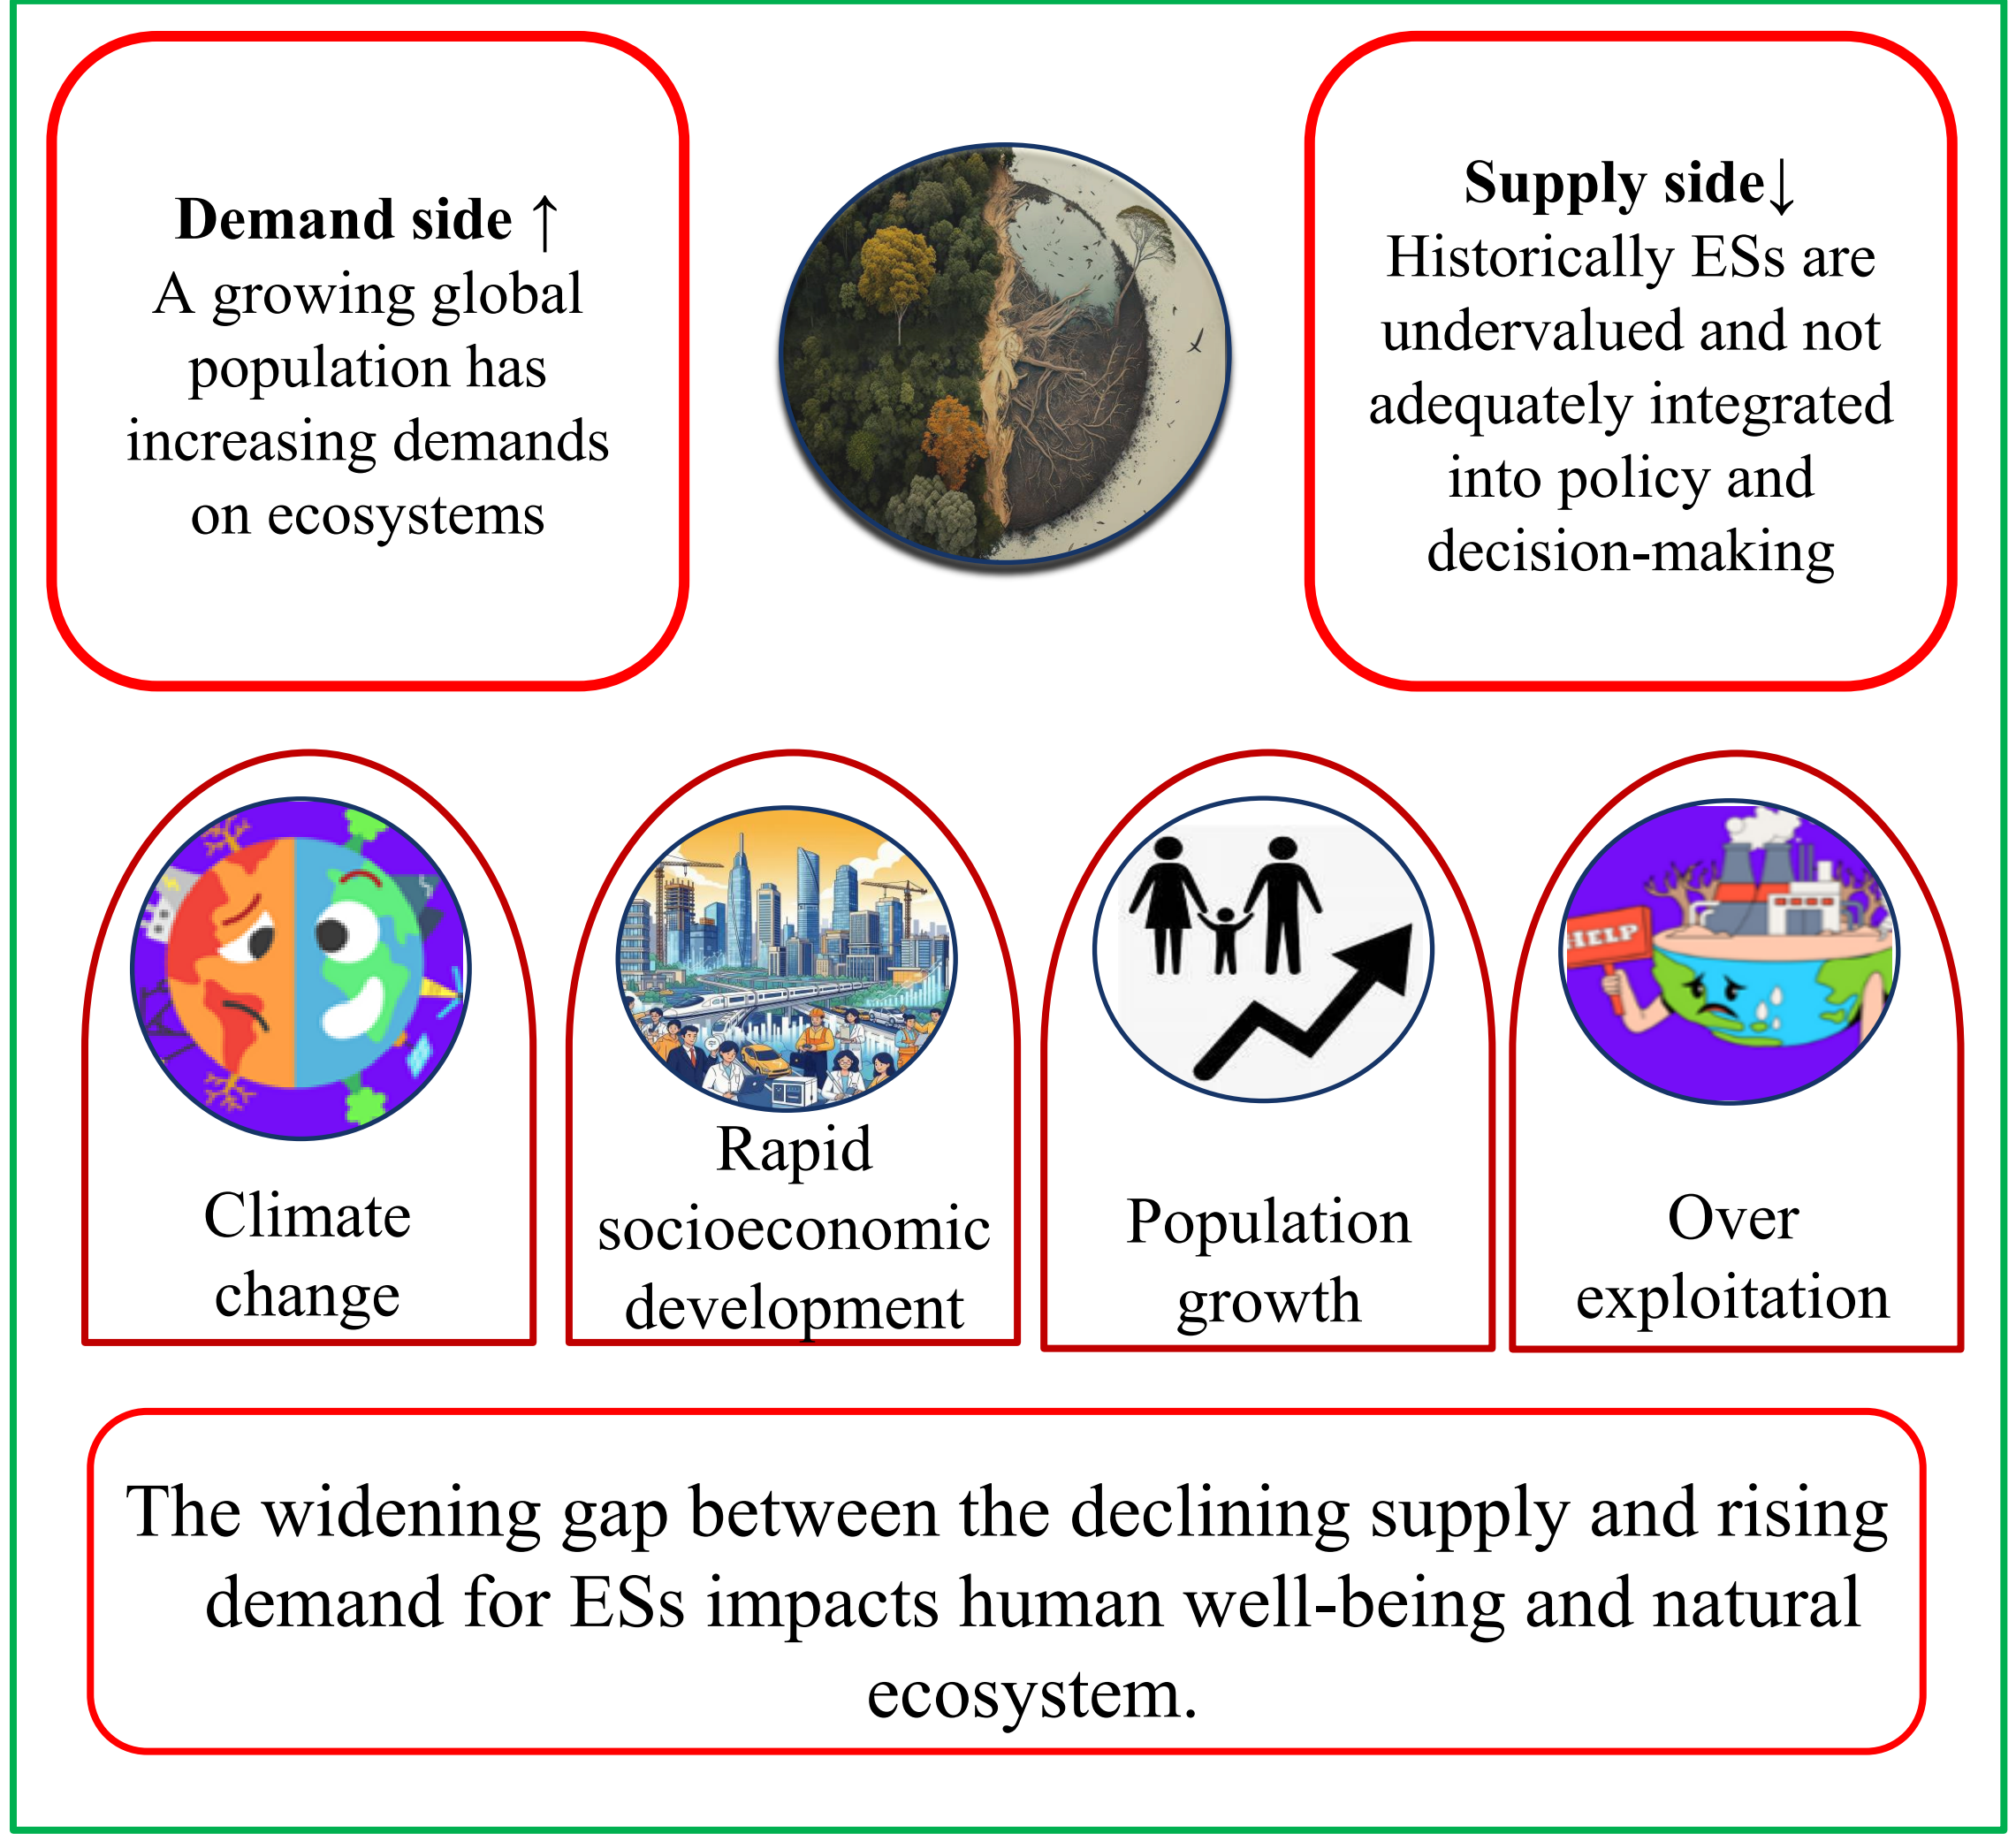 Demand side ↑
A growing global
population has
increasing demands
on ecosystems
Supply side↓
Historically ESs are
undervalued and not
adequately integrated
into policy and
decision-making
Climate
change
Rapid
socioeconomic
development
Population
growth
HELP
Over
exploitation
The widening gap between the declining supply and rising
demand for ESs impacts human well-being and natural
ecosystem.